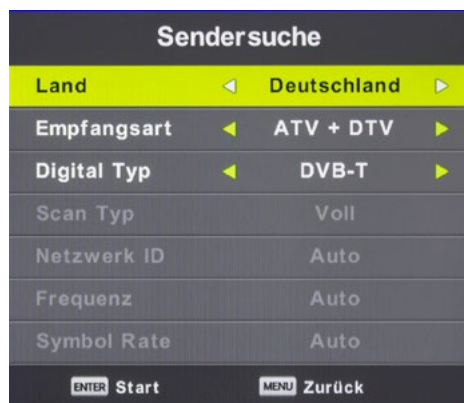 Sendersuche
Land Deutschland
Empfangsart ATV + DTV
Digital Typ DVB-T
Scan Typ Voll
Netzwerk ID Auto
Frequenz Auto
Symbol Rate Auto
ENTER Start MENU Zurück